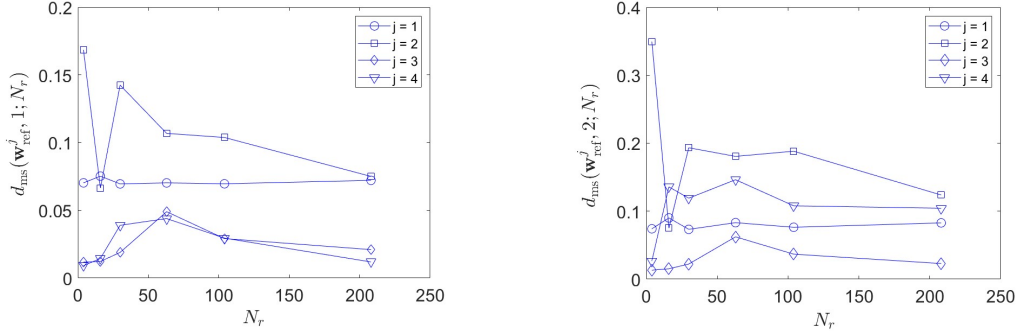 0.2
0.15
0.1
0.05
0
0 50 100 150 200 250
d_ms(w^j_ref, 1; N_r)
N_r
j = 1
j = 2
j = 3
j = 4
0.4
0.3
0.2
0.1
0
0 50 100 150 200 250
d_ms(w^j_ref, 2; N_r)
N_r
j = 1
j = 2
j = 3
j = 4